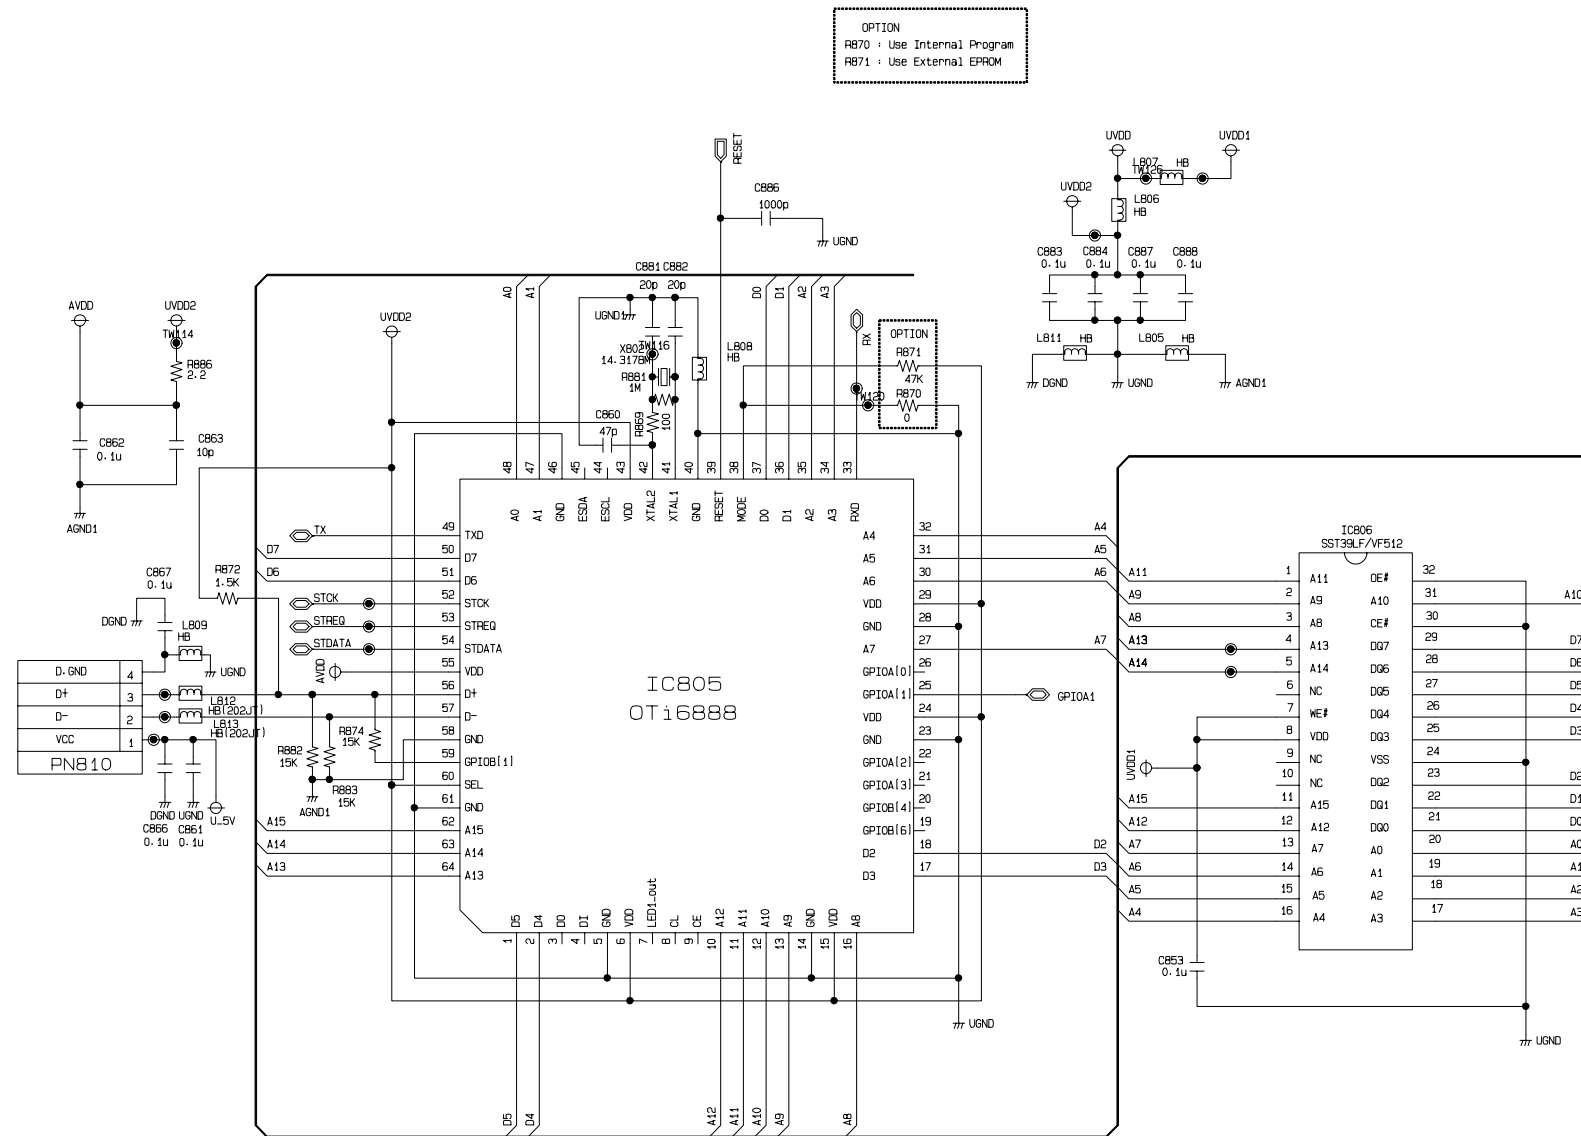 OPTION
R870 : Use Internal Program
R871 : Use External EPROM
RESET
C886
1000p
UGND
UVDD
UVDD1
L807
HB
TW126
UVDD2
L806
HB
C883
0.1u
C884
0.1u
C887
0.1u
C888
0.1u
L811
HB
L805
HB
DGND
UGND
AGND1
AVDD
UVDD2
TW114
R886
2.2
C862
0.1u
C863
10p
AGND1
UVDD2
A0
A1
C881
20p
C882
20p
UGND1
X802
TW116
14.3178M
R881
1M
L808
HB
C860
47p
R869
100
D0
D1
A2
A3
RX
OPTION
R871
47K
R870
0
TW120
48
47
46
45
44
43
42
41
40
39
38
37
36
35
34
33
A0
A1
GND
ESDA
ESCL
VDD
XTAL2
XTAL1
GND
RESET
MODE
D0
D1
A2
A3
RXD
TX
49
TXD
D7
50
D7
D6
51
D6
STCK
52
STCK
STREQ
53
STREQ
STDATA
54
STDATA
AVDD
55
VDD
56
D+
57
D-
58
GND
59
GPIOB[1]
60
SEL
61
GND
A15
62
A15
A14
63
A14
A13
64
A13
IC805
OTi6888
A4
32
A4
A5
31
A5
A6
30
A6
VDD
29
GND
28
A7
27
A7
GPIOA[0]
26
GPIOA[1]
25
GPIOA1
VDD
24
GND
23
GPIOA[2]
22
GPIOA[3]
21
GPIOB[4]
20
GPIOB[6]
19
D2
18
D2
D3
17
D3
D5
D4
DO
DI
GND
VDD
LED1_out
CL
CE
A12
A11
A10
A9
GND
VDD
A8
1
2
3
4
5
6
7
8
9
10
11
12
13
14
15
16
D5
D4
A12
A11
A10
A9
A8
UGND
C867
0.1u
R872
1.5K
DGND
L809
HB
UGND
D.GND
4
D+
3
D-
2
VCC
1
PN810
L812
HB(202JT)
L813
HB(202JT)
R882
15K
R874
15K
R883
15K
AGND1
DGND
UGND
U_5V
C866
0.1u
C861
0.1u
IC806
SST39LF/VF512
A11
1
A11
OE#
32
A9
2
A9
A10
31
A10
A8
3
A8
CE#
30
A13
4
A13
DQ7
29
D7
A14
5
A14
DQ6
28
D6
6
NC
DQ5
27
D5
7
WE#
DQ4
26
D4
8
VDD
DQ3
25
D3
9
NC
VSS
24
10
NC
DQ2
23
D2
A15
11
A15
DQ1
22
D1
A12
12
A12
DQ0
21
D0
A7
13
A7
A0
20
A0
A6
14
A6
A1
19
A1
A5
15
A5
A2
18
A2
A4
16
A4
A3
17
A3
UVDD1
C853
0.1u
UGND